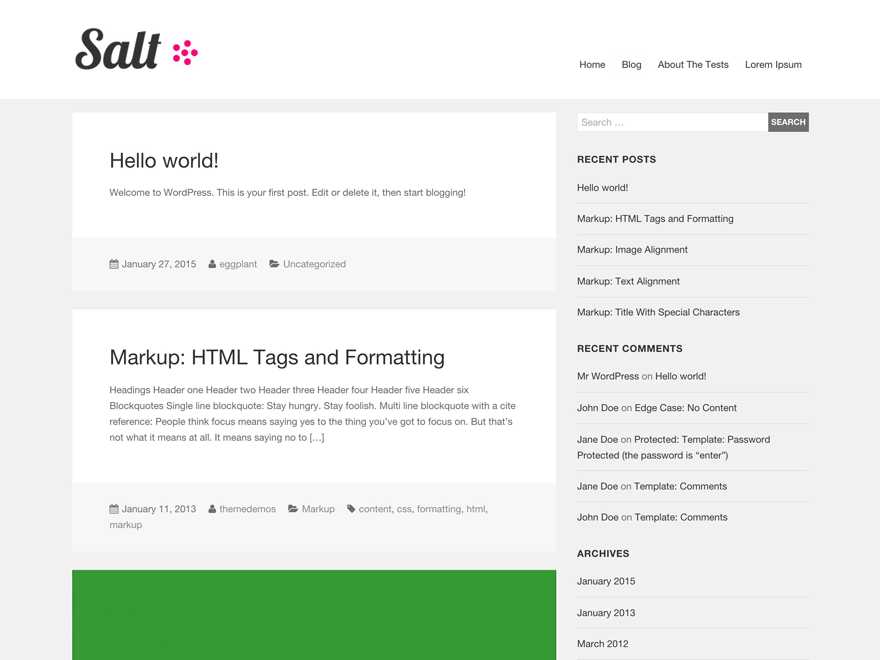 Salt
Home Blog About The Tests Lorem Ipsum
Hello world!
Welcome to WordPress. This is your first post. Edit or delete it, then start blogging!
January 27, 2015 eggplant Uncategorized
Markup: HTML Tags and Formatting
Headings Header one Header two Header three Header four Header five Header six
Blockquotes Single line blockquote: Stay hungry. Stay foolish. Multi line blockquote with a cite
reference: People think focus means saying yes to the thing you’ve got to focus on. But that’s
not what it means at all. It means saying no to […]
January 11, 2013 themedemos Markup content, css, formatting, html,
markup
Search …
SEARCH
RECENT POSTS
Hello world!
Markup: HTML Tags and Formatting
Markup: Image Alignment
Markup: Text Alignment
Markup: Title With Special Characters
RECENT COMMENTS
Mr WordPress on Hello world!
John Doe on Edge Case: No Content
Jane Doe on Protected: Template: Password
Protected (the password is “enter”)
Jane Doe on Template: Comments
John Doe on Template: Comments
ARCHIVES
January 2015
January 2013
March 2012